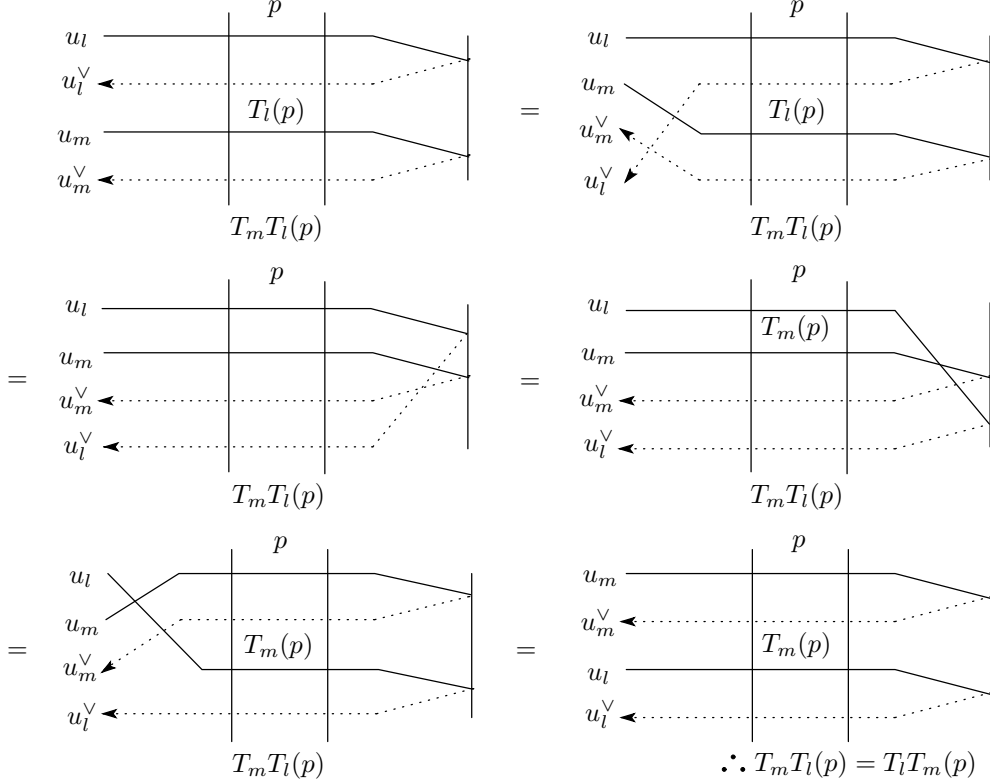 p
u_l
u_l^∨
T_l(p)
u_m
u_m^∨
T_mT_l(p)
=
p
u_l
u_m
T_l(p)
u_m^∨
u_l^∨
T_mT_l(p)
p
u_l
u_m
=
u_m^∨
u_l^∨
T_mT_l(p)
=
p
u_l
T_m(p)
u_m
u_m^∨
u_l^∨
T_mT_l(p)
p
u_l
u_m
=
T_m(p)
u_m^∨
u_l^∨
T_mT_l(p)
=
p
u_m
u_m^∨
T_m(p)
u_l
u_l^∨
∴ T_mT_l(p) = T_lT_m(p)